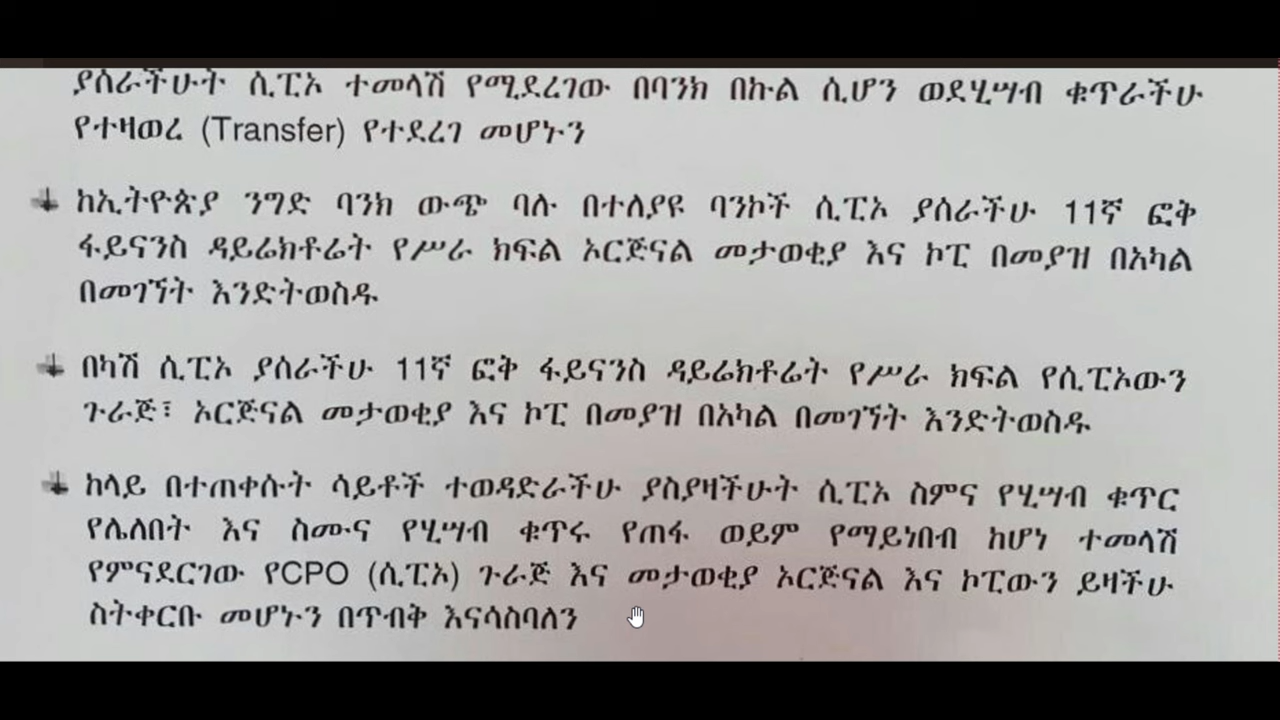 ያሰራችሁት ሲፒኦ ተመላሽ የሚደረገው በባንክ በኩል ሲሆን ወደሂሣብ ቁጥራችሁ
የተዛወረ (Transfer) የተደረገ መሆኑን
ከኢትዮጵያ ንግድ ባንክ ውጭ ባሉ በተለያዩ ባንኮች ሲፒኦ ያሰራችሁ 11ኛ ፎቅ
ፋይናንስ ዳይሬክቶሬት የሥራ ክፍል ኦርጅናል መታወቂያ እና ኮፒ በመያዝ በአካል
በመገኘት እንድትወስዱ
በካሽ ሲፒኦ ያሰራችሁ 11ኛ ፎቅ ፋይናንስ ዳይሬክቶሬት የሥራ ክፍል የሲፒኦውን
ጉራጅ፣ ኦርጅናል መታወቂያ እና ኮፒ በመያዝ በአካል በመገኘት እንድትወስዱ
ከላይ በተጠቀሱት ሳይቶች ተወዳድራችሁ ያስያዛችሁት ሲፒኦ ስምና የሂሣብ ቁጥር
የሌለበት እና ስሙና የሂሣብ ቁጥሩ የጠፋ ወይም የማይነበብ ከሆነ ተመላሽ
የምናደርገው የCPO (ሲፒኦ) ጉራጅ እና መታወቂያ ኦርጅናል እና ኮፒውን ይዛችሁ
ስትቀርቡ መሆኑን በጥብቅ እናሳስባለን